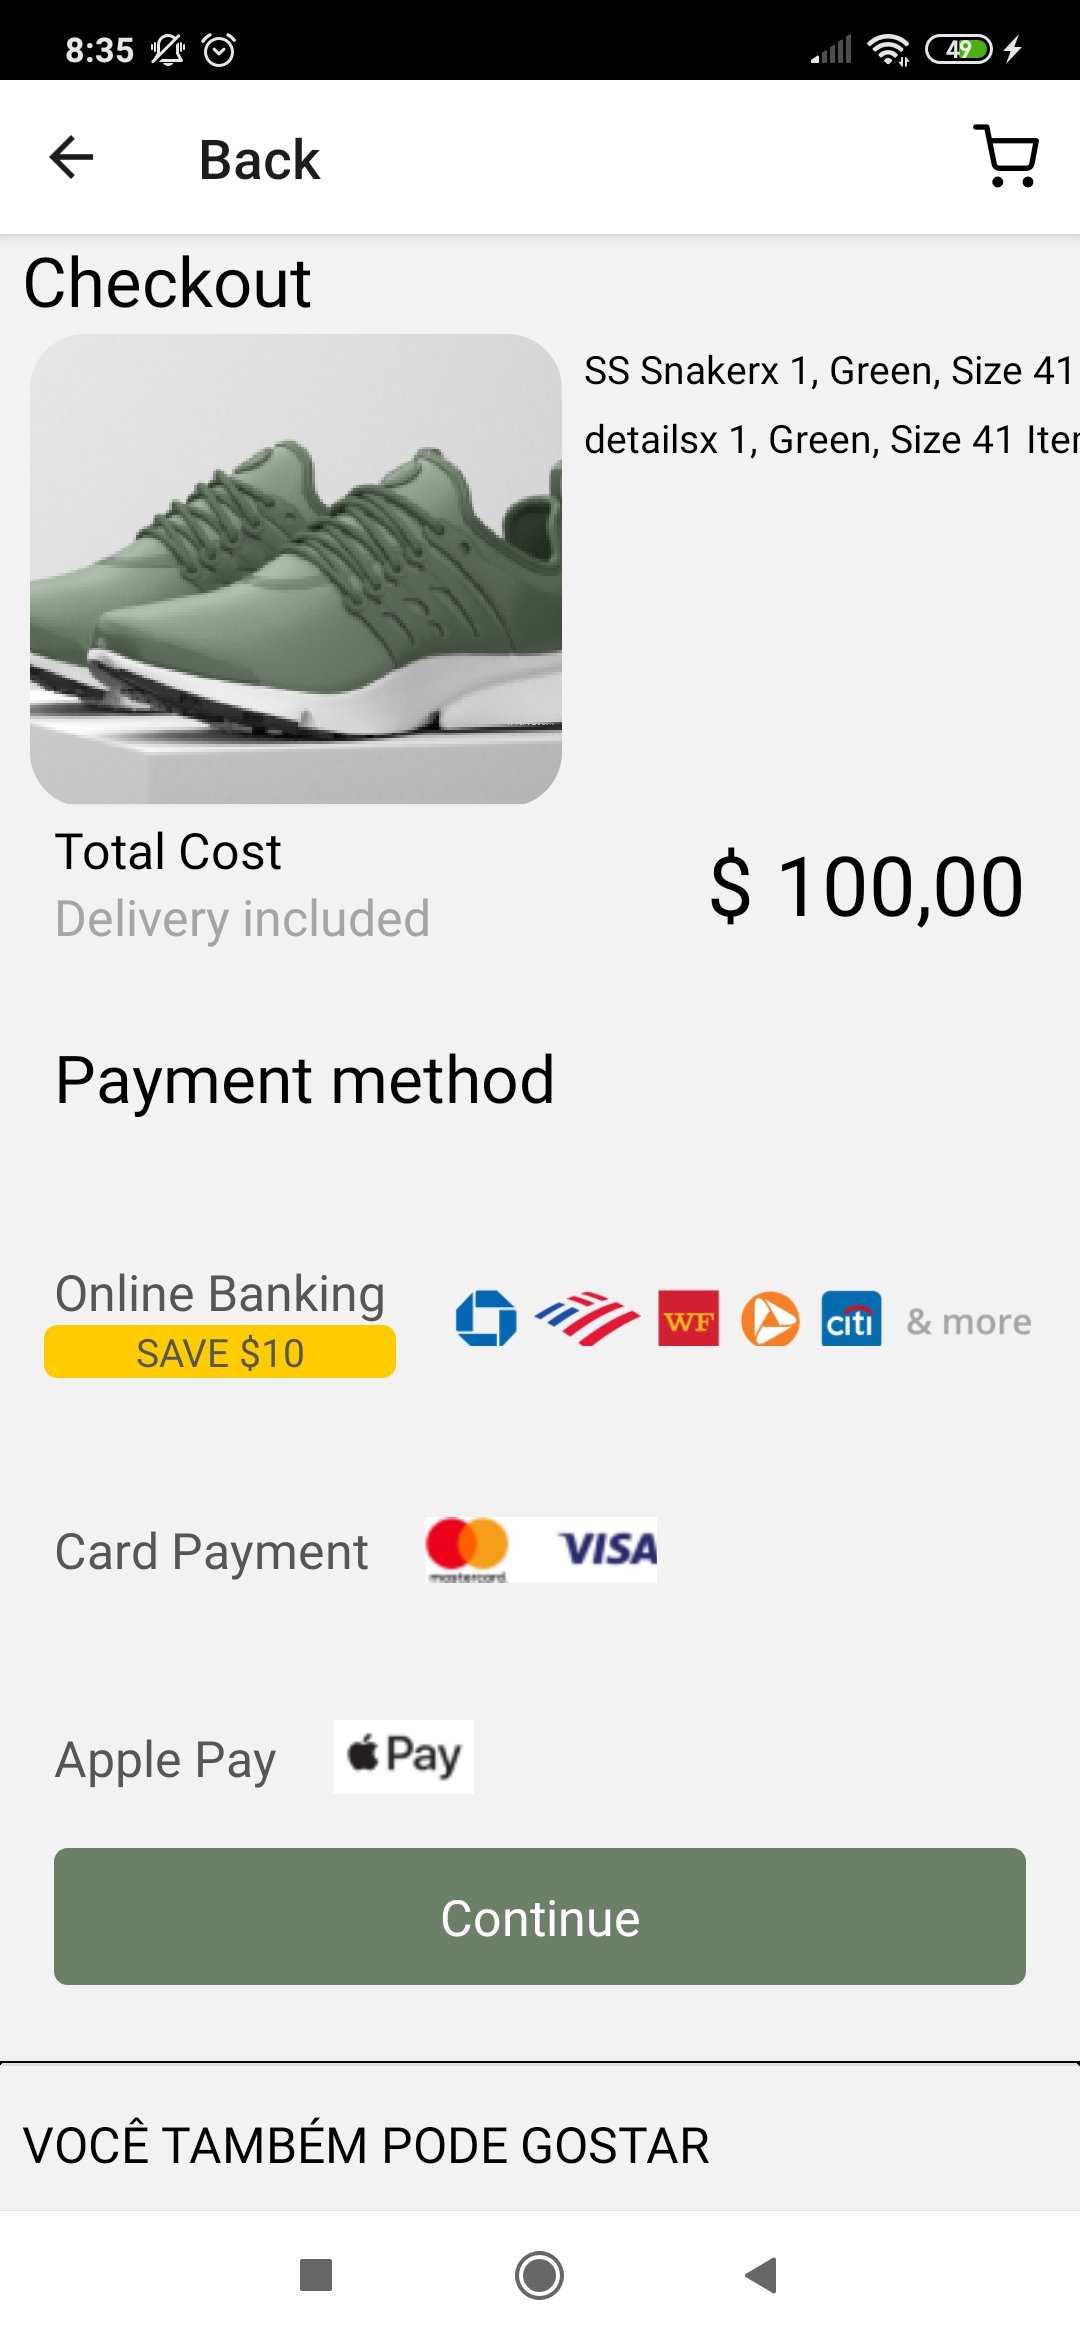 8:35
49
Back
Checkout
SS Snakerx 1, Green, Size 41
detailsx 1, Green, Size 41 Iter
Total Cost
Delivery included
$ 100,00
Payment method
Online Banking
SAVE $10
WF
citi
& more
Card Payment
mastercard.
VISA
Apple Pay
Pay
Continue
VOCÊ TAMBÉM PODE GOSTAR